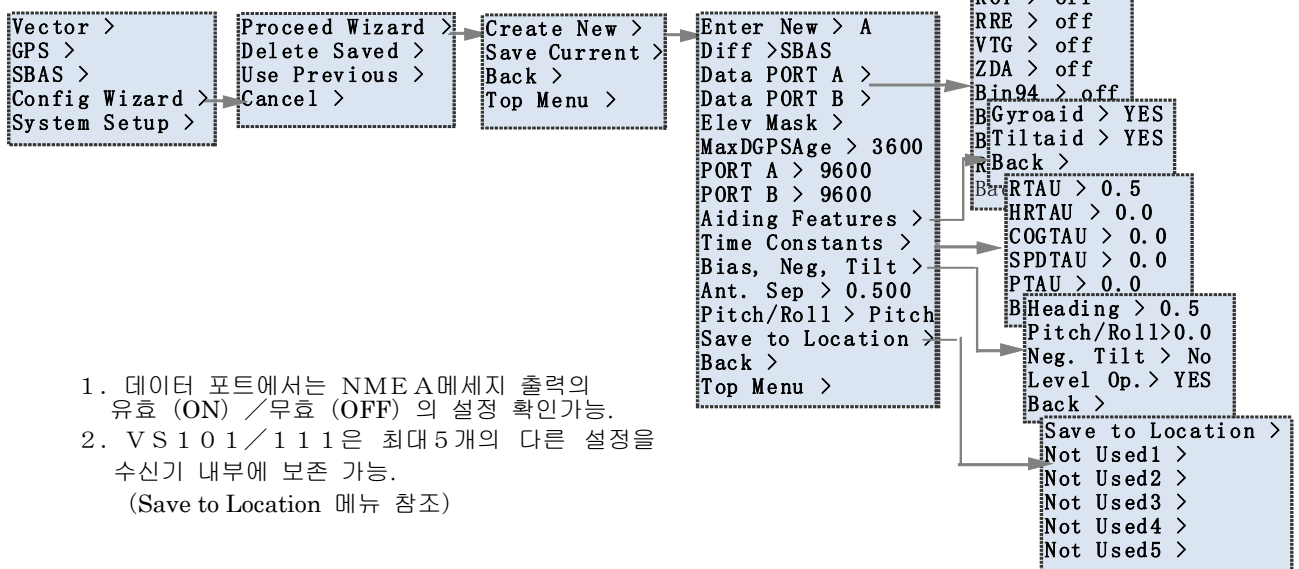 Vector >
GPS >
SBAS >
Config Wizard >
System Setup >
Proceed Wizard >
Delete Saved >
Use Previous >
Cancel >
Create New >
Save Current >
Back >
Top Menu >
Enter New > A
Diff >SBAS
Data PORT A >
Data PORT B >
Elev Mask >
MaxDGPSAge > 3600
PORT A > 9600
PORT B > 9600
Aiding Features >
Time Constants >
Bias, Neg, Tilt >
Ant. Sep > 0.500
Pitch/Roll > Pitch
Save to Location >
Back >
Top Menu >
RRE > off
VTG > off
ZDA > off
Bin94 > off
B
B
R
Gyroaid > YES
Tiltaid > YES
Back >
RTAU > 0.5
HRTAU > 0.0
COGTAU > 0.0
SPDTAU > 0.0
PTAU > 0.0
B
Heading > 0.5
Pitch/Roll>0.0
Neg. Tilt > No
Level Op.> YES
Back >
Save to Location >
Not Used1 >
Not Used2 >
Not Used3 >
Not Used4 >
Not Used5 >
1. 데이터 포트에서는 NMEA메세지 출력의
유효 (ON) ／무효 (OFF) 의 설정 확인가능.
2. VS101／111은 최대5개의 다른 설정을
수신기 내부에 보존 가능.
(Save to Location 메뉴 참조)